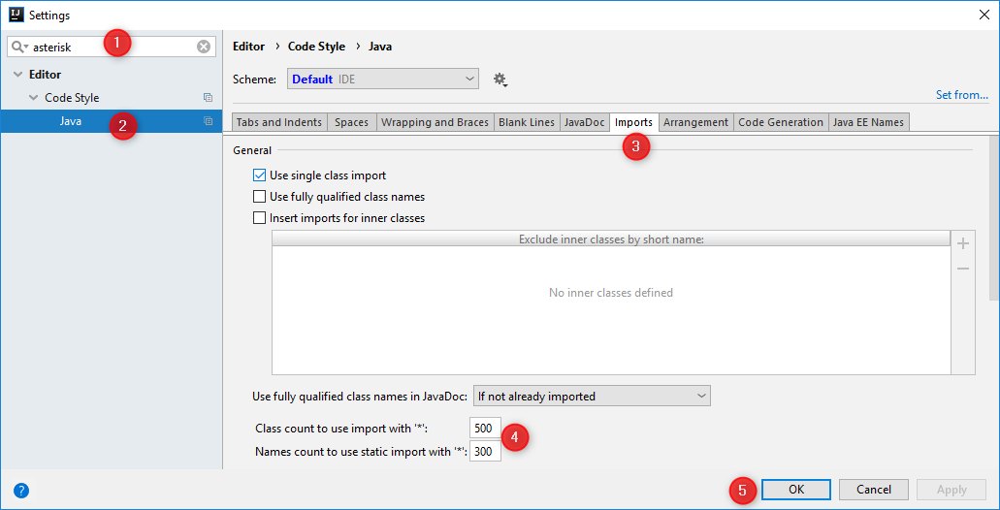 IJ Settings
asterisk 1
Editor
Code Style
Java 2
Editor › Code Style › Java
Scheme: Default IDE
Set from...
Tabs and Indents Spaces Wrapping and Braces Blank Lines JavaDoc Imports Arrangement Code Generation Java EE Names
3
General
Use single class import
Use fully qualified class names
Insert imports for inner classes
Exclude inner classes by short name:
No inner classes defined
Use fully qualified class names in JavaDoc: If not already imported
Class count to use import with '*': 500
4
Names count to use static import with '*': 300
? 5 OK Cancel Apply